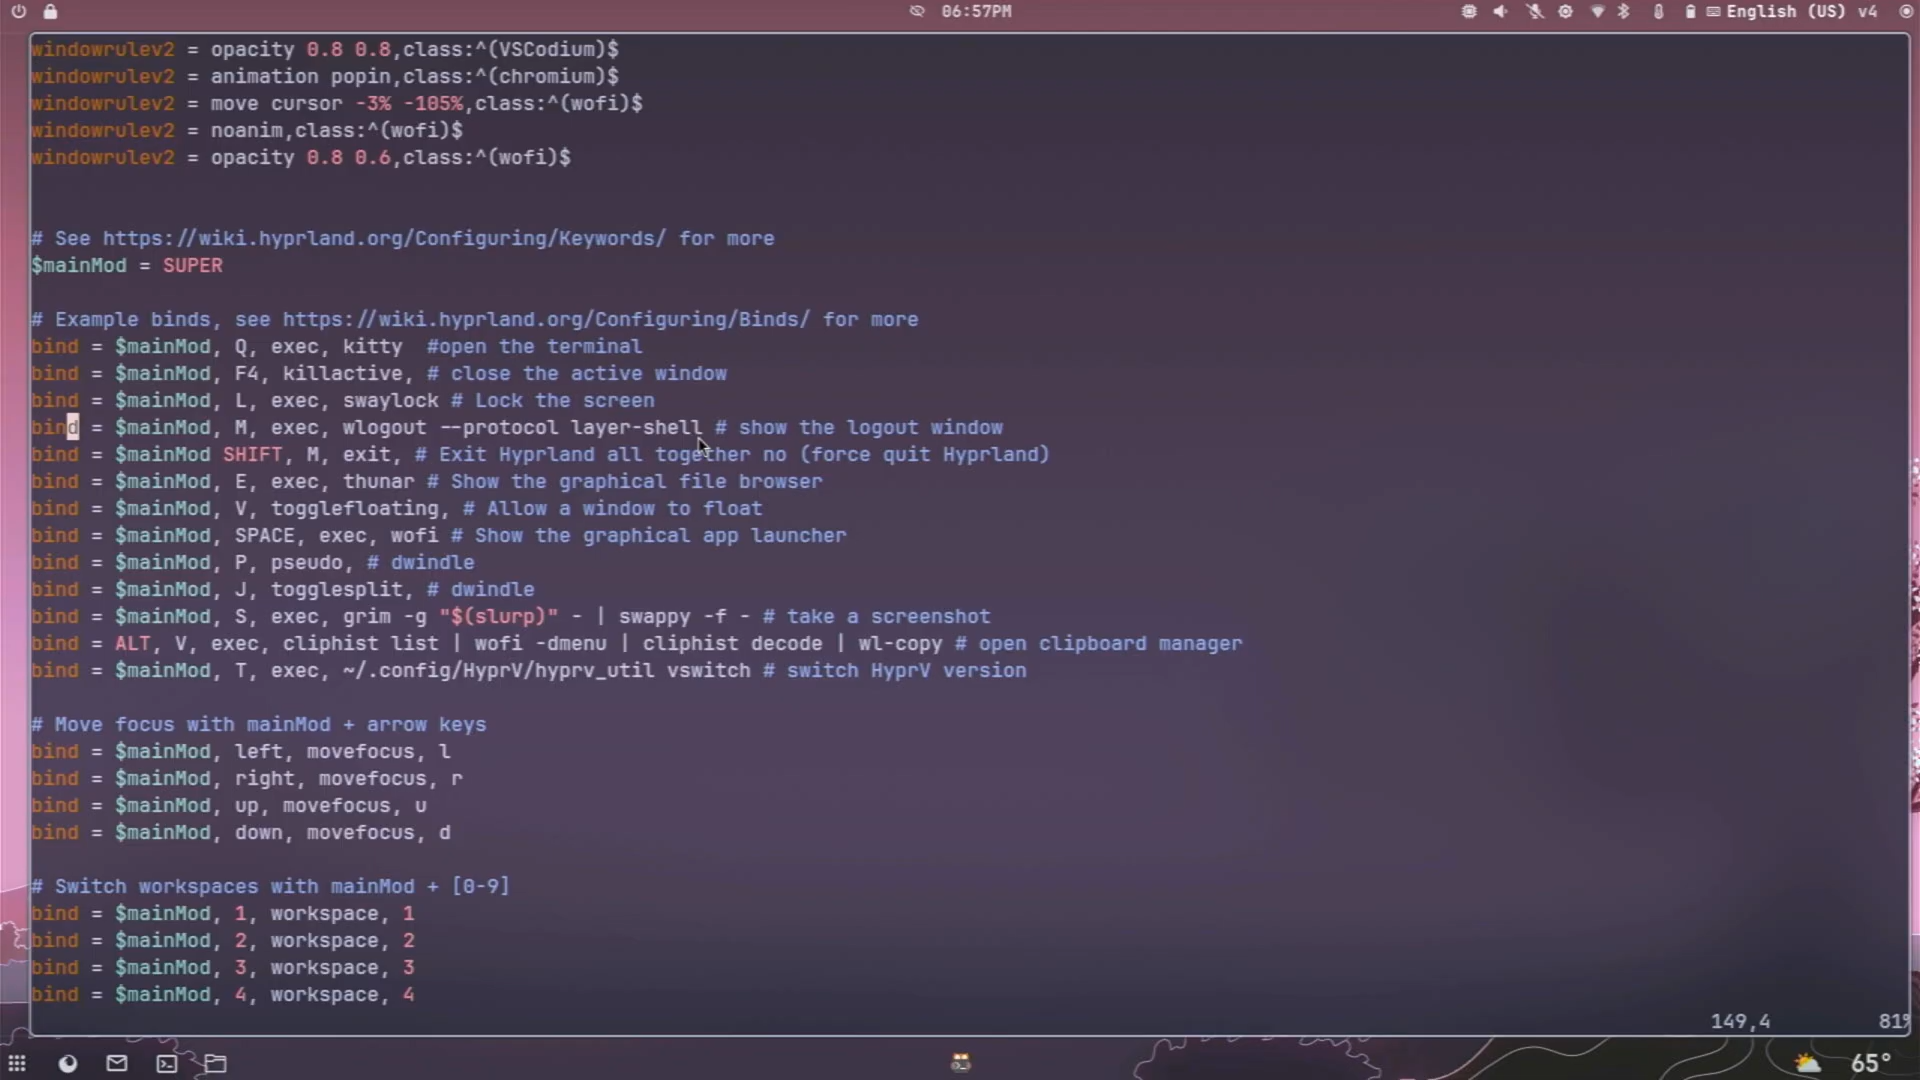 06:57PM
English (US) v4
windowrulev2 = opacity 0.8 0.8,class:^(VSCodium)$
windowrulev2 = animation popin,class:^(chromium)$
windowrulev2 = move cursor -3% -105%,class:^(wofi)$
windowrulev2 = noanim,class:^(wofi)$
windowrulev2 = opacity 0.8 0.6,class:^(wofi)$
# See https://wiki.hyprland.org/Configuring/Keywords/ for more
$mainMod = SUPER
# Example binds, see https://wiki.hyprland.org/Configuring/Binds/ for more
bind = $mainMod, Q, exec, kitty  #open the terminal
bind = $mainMod, F4, killactive, # close the active window
bind = $mainMod, L, exec, swaylock # Lock the screen
bind = $mainMod, M, exec, wlogout --protocol layer-shell # show the logout window
bind = $mainMod SHIFT, M, exit, # Exit Hyprland all together no (force quit Hyprland)
bind = $mainMod, E, exec, thunar # Show the graphical file browser
bind = $mainMod, V, togglefloating, # Allow a window to float
bind = $mainMod, SPACE, exec, wofi # Show the graphical app launcher
bind = $mainMod, P, pseudo, # dwindle
bind = $mainMod, J, togglesplit, # dwindle
bind = $mainMod, S, exec, grim -g "$(slurp)" - | swappy -f - # take a screenshot
bind = ALT, V, exec, cliphist list | wofi -dmenu | cliphist decode | wl-copy # open clipboard manager
bind = $mainMod, T, exec, ~/.config/HyprV/hyprv_util vswitch # switch HyprV version
# Move focus with mainMod + arrow keys
bind = $mainMod, left, movefocus, l
bind = $mainMod, right, movefocus, r
bind = $mainMod, up, movefocus, u
bind = $mainMod, down, movefocus, d
# Switch workspaces with mainMod + [0-9]
bind = $mainMod, 1, workspace, 1
bind = $mainMod, 2, workspace, 2
bind = $mainMod, 3, workspace, 3
bind = $mainMod, 4, workspace, 4
149,4 81%
65°